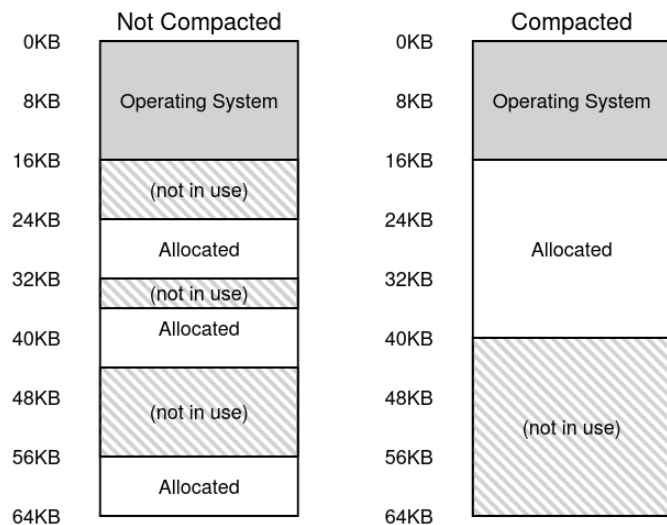 Not Compacted
0KB
8KB
Operating System
16KB
(not in use)
24KB
Allocated
32KB
(not in use)
40KB
Allocated
48KB
(not in use)
56KB
Allocated
64KB
Compacted
0KB
8KB
Operating System
16KB
24KB
Allocated
32KB
40KB
48KB
(not in use)
56KB
64KB